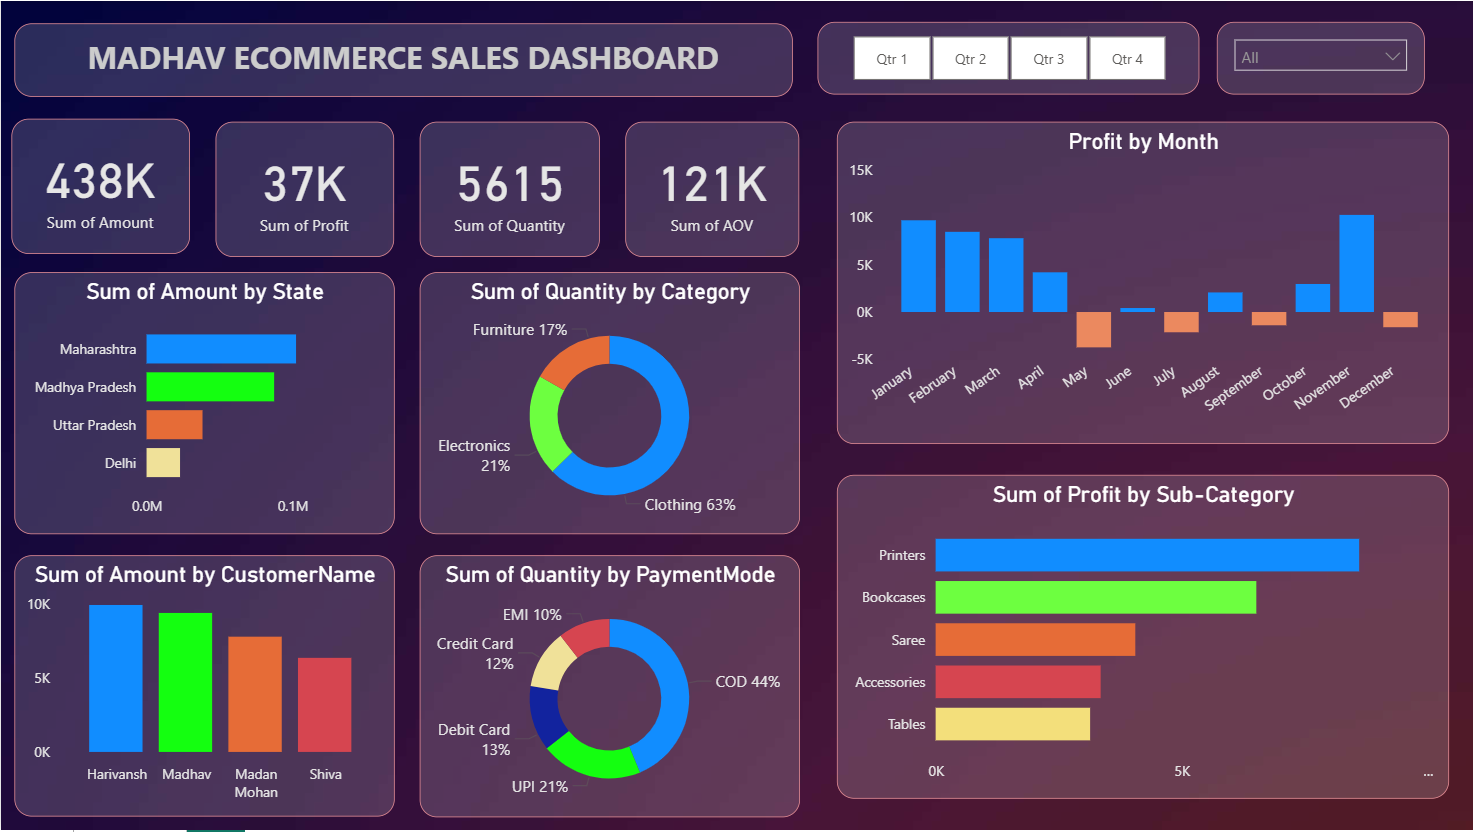 MADHAV ECOMMERCE SALES DASHBOARD
Qtr 1
Qtr 2
Qtr 3
Qtr 4
All
438K
Sum of Amount
37K
Sum of Profit
5615
Sum of Quantity
121K
Sum of AOV
Profit by Month
15K
10K
5K
0K
-5K
January
February
March
April
May
June
July
August
September
October
November
December
Sum of Amount by State
Maharashtra
Madhya Pradesh
Uttar Pradesh
Delhi
0.0M
0.1M
Sum of Quantity by Category
Furniture 17%
Electronics
21%
Clothing 63%
Sum of Profit by Sub-Category
Printers
Bookcases
Saree
Accessories
Tables
0K
5K
...
Sum of Amount by CustomerName
10K
5K
0K
Harivansh
Madhav
Madan
Mohan
Shiva
Sum of Quantity by PaymentMode
EMI 10%
Credit Card
12%
COD 44%
Debit Card
13%
UPI 21%